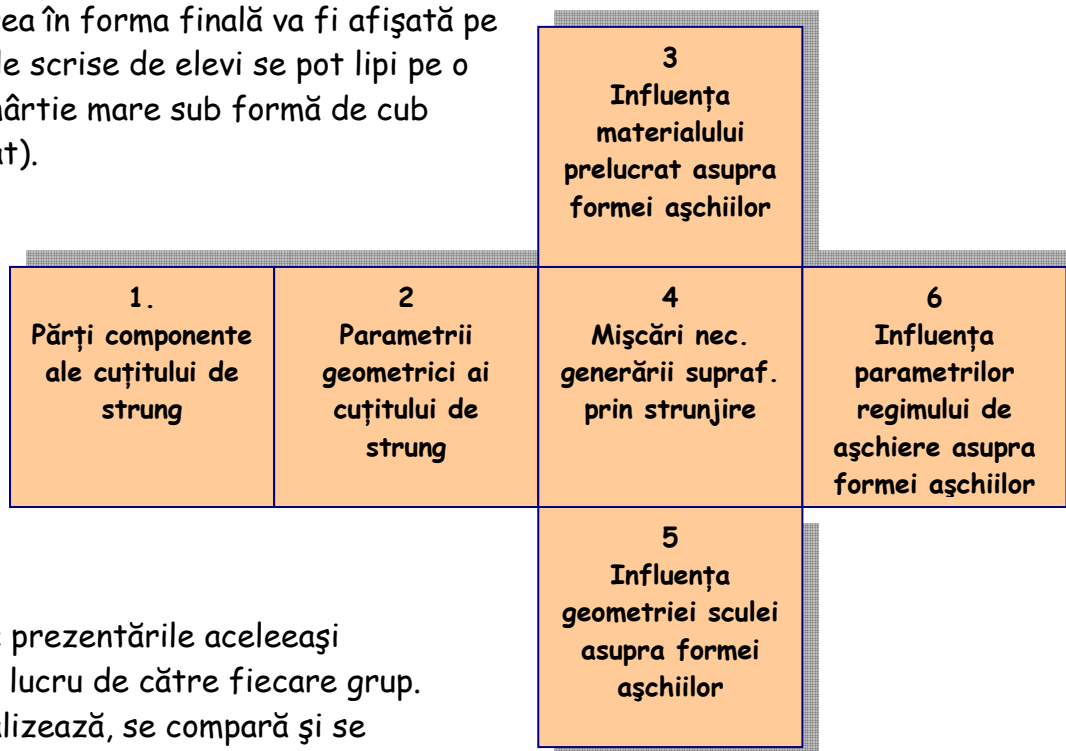 ea în forma finală va fi afişată pe
le scrise de elevi se pot lipi pe o
ârtie mare sub formă de cub
t).
3
Influența
materialului
prelucrat asupra
formei aşchiilor
1.
Părți componente
ale cuțitului de
strung
2
Parametrii
geometrici ai
cuțitului de
strung
4
Mişcări nec.
generării supraf.
prin strunjire
6
Influența
parametrilor
regimului de
aşchiere asupra
formei aşchiilor
5
Influența
geometriei sculei
asupra formei
aşchiilor
prezentările aceleeaşi
lucru de către fiecare grup.
lizează, se compară şi se